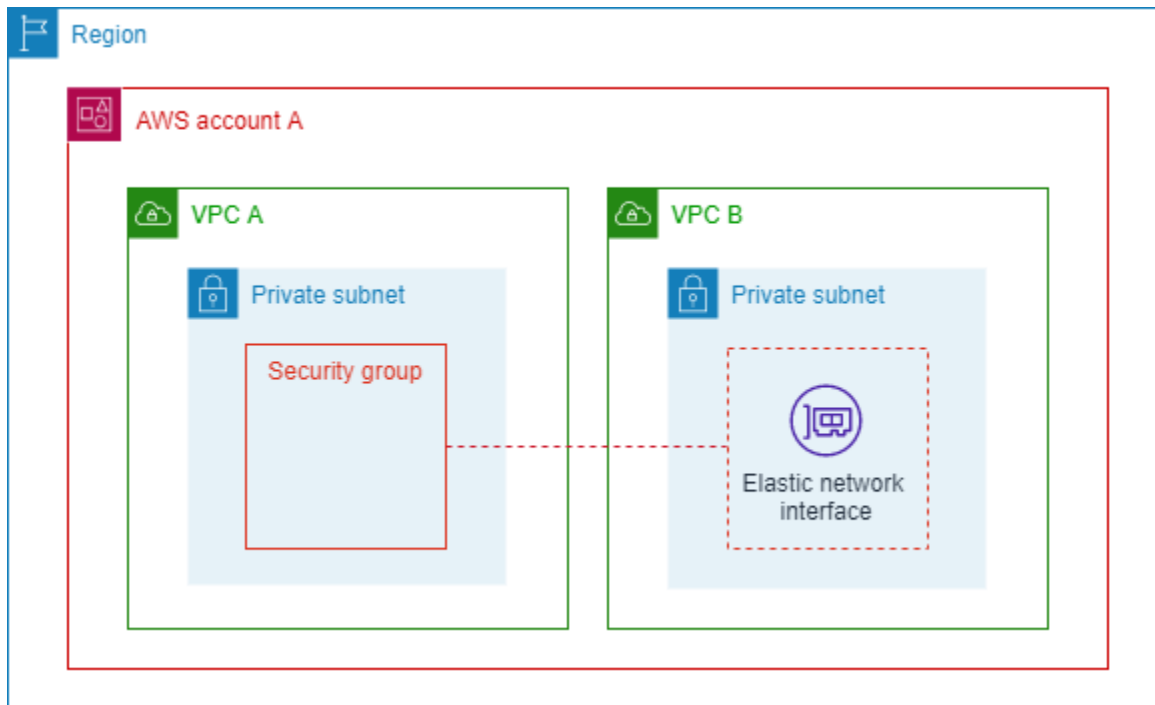 Region
AWS account A
VPC A
VPC B
Private subnet
Private subnet
Security group
Elastic network
interface